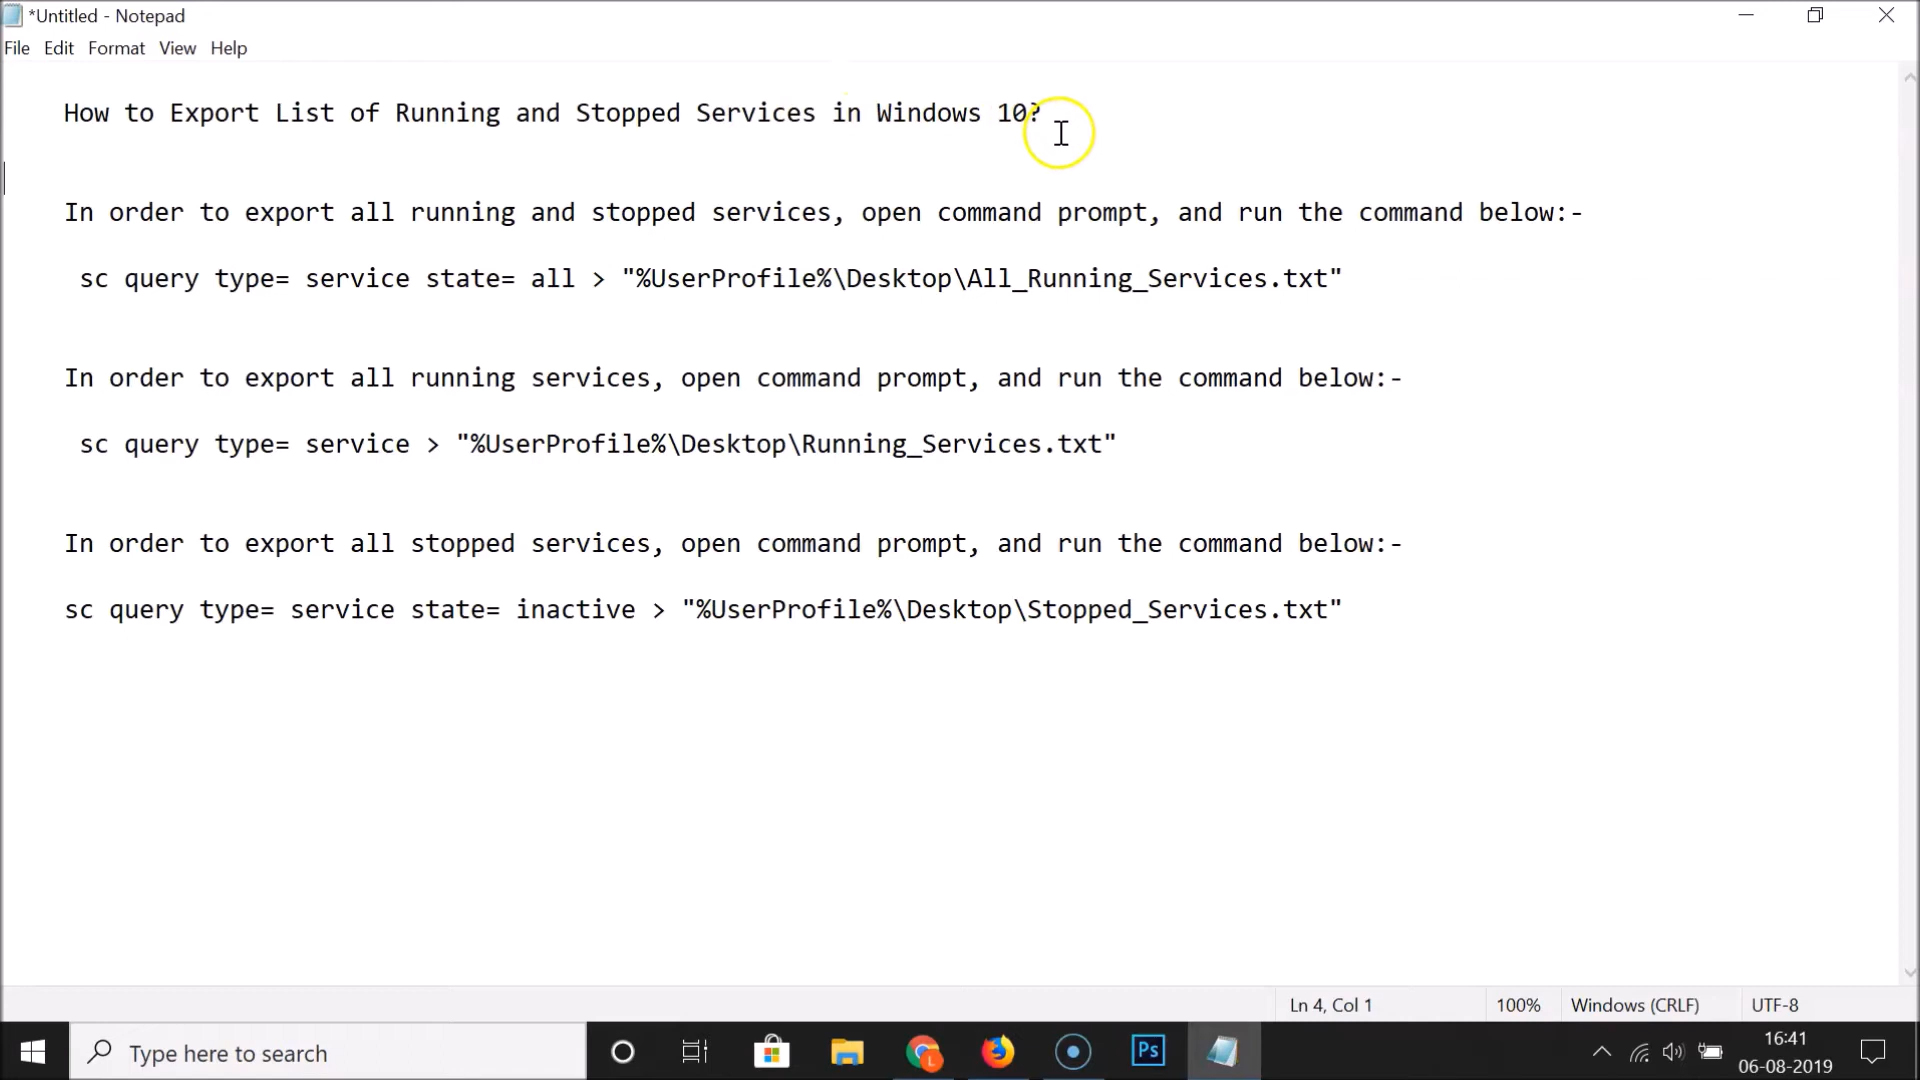 *Untitled - Notepad
File Edit Format View Help
How to Export List of Running and Stopped Services in Windows 10?
In order to export all running and stopped services, open command prompt, and run the command below:-
sc query type= service state= all > "%UserProfile%\Desktop\All_Running_Services.txt"
In order to export all running services, open command prompt, and run the command below:-
sc query type= service > "%UserProfile%\Desktop\Running_Services.txt"
In order to export all stopped services, open command prompt, and run the command below:-
sc query type= service state= inactive > "%UserProfile%\Desktop\Stopped_Services.txt"
Ln 4, Col 1 100% Windows (CRLF) UTF-8
Type here to search
L
Ps
16:41
06-08-2019